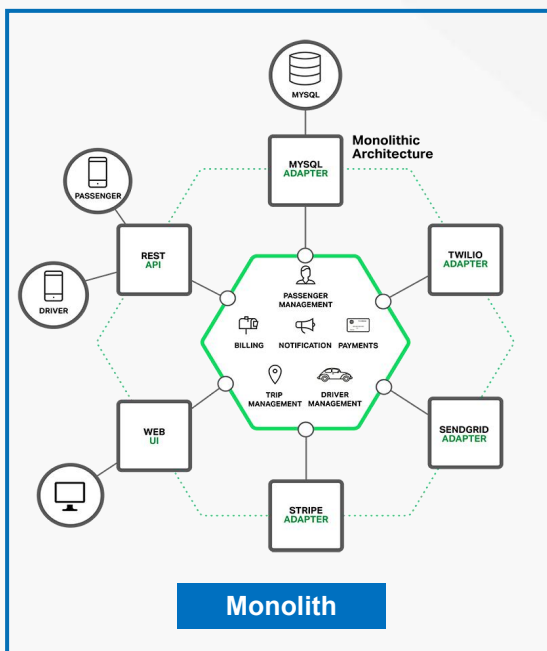 MYSQL
Monolithic
Architecture
MYSQL
ADAPTER
PASSENGER
REST
API
TWILIO
ADAPTER
DRIVER
PASSENGER
MANAGEMENT
BILLING
NOTIFICATION
PAYMENTS
TRIP
MANAGEMENT
DRIVER
MANAGEMENT
WEB
UI
SENDGRID
ADAPTER
STRIPE
ADAPTER
Monolith